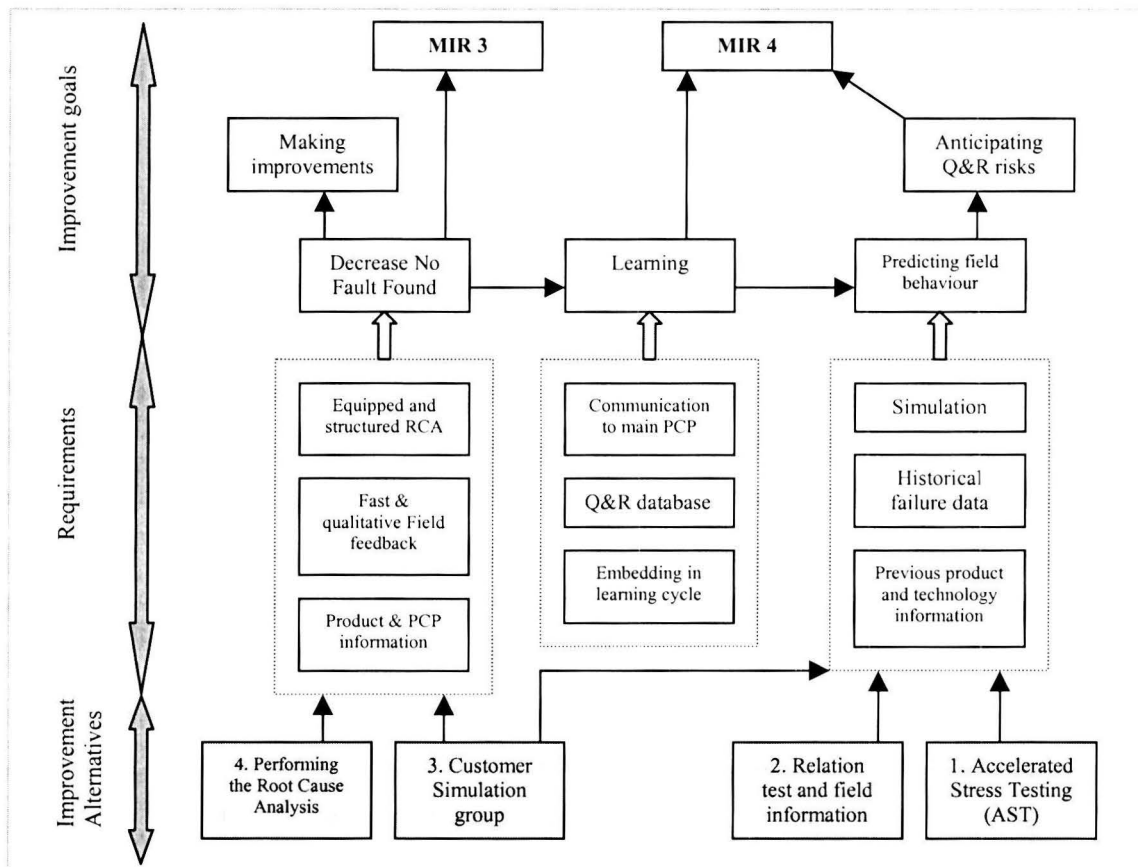 MIR 3
MIR 4
Improvement goals
Making
improvements
Anticipating
Q&R risks
Decrease No
Fault Found
Learning
Predicting field
behaviour
Requirements
Equipped and
structured RCA
Fast &
qualitative Field
feedback
Product & PCP
information
Communication
to main PCP
Q&R database
Embedding in
learning cycle
Simulation
Historical
failure data
Previous product
and technology
information
Improvement
Alternatives
4. Performing
the Root Cause
Analysis
3. Customer
Simulation
group
2. Relation
test and field
information
1. Accelerated
Stress Testing
(AST)